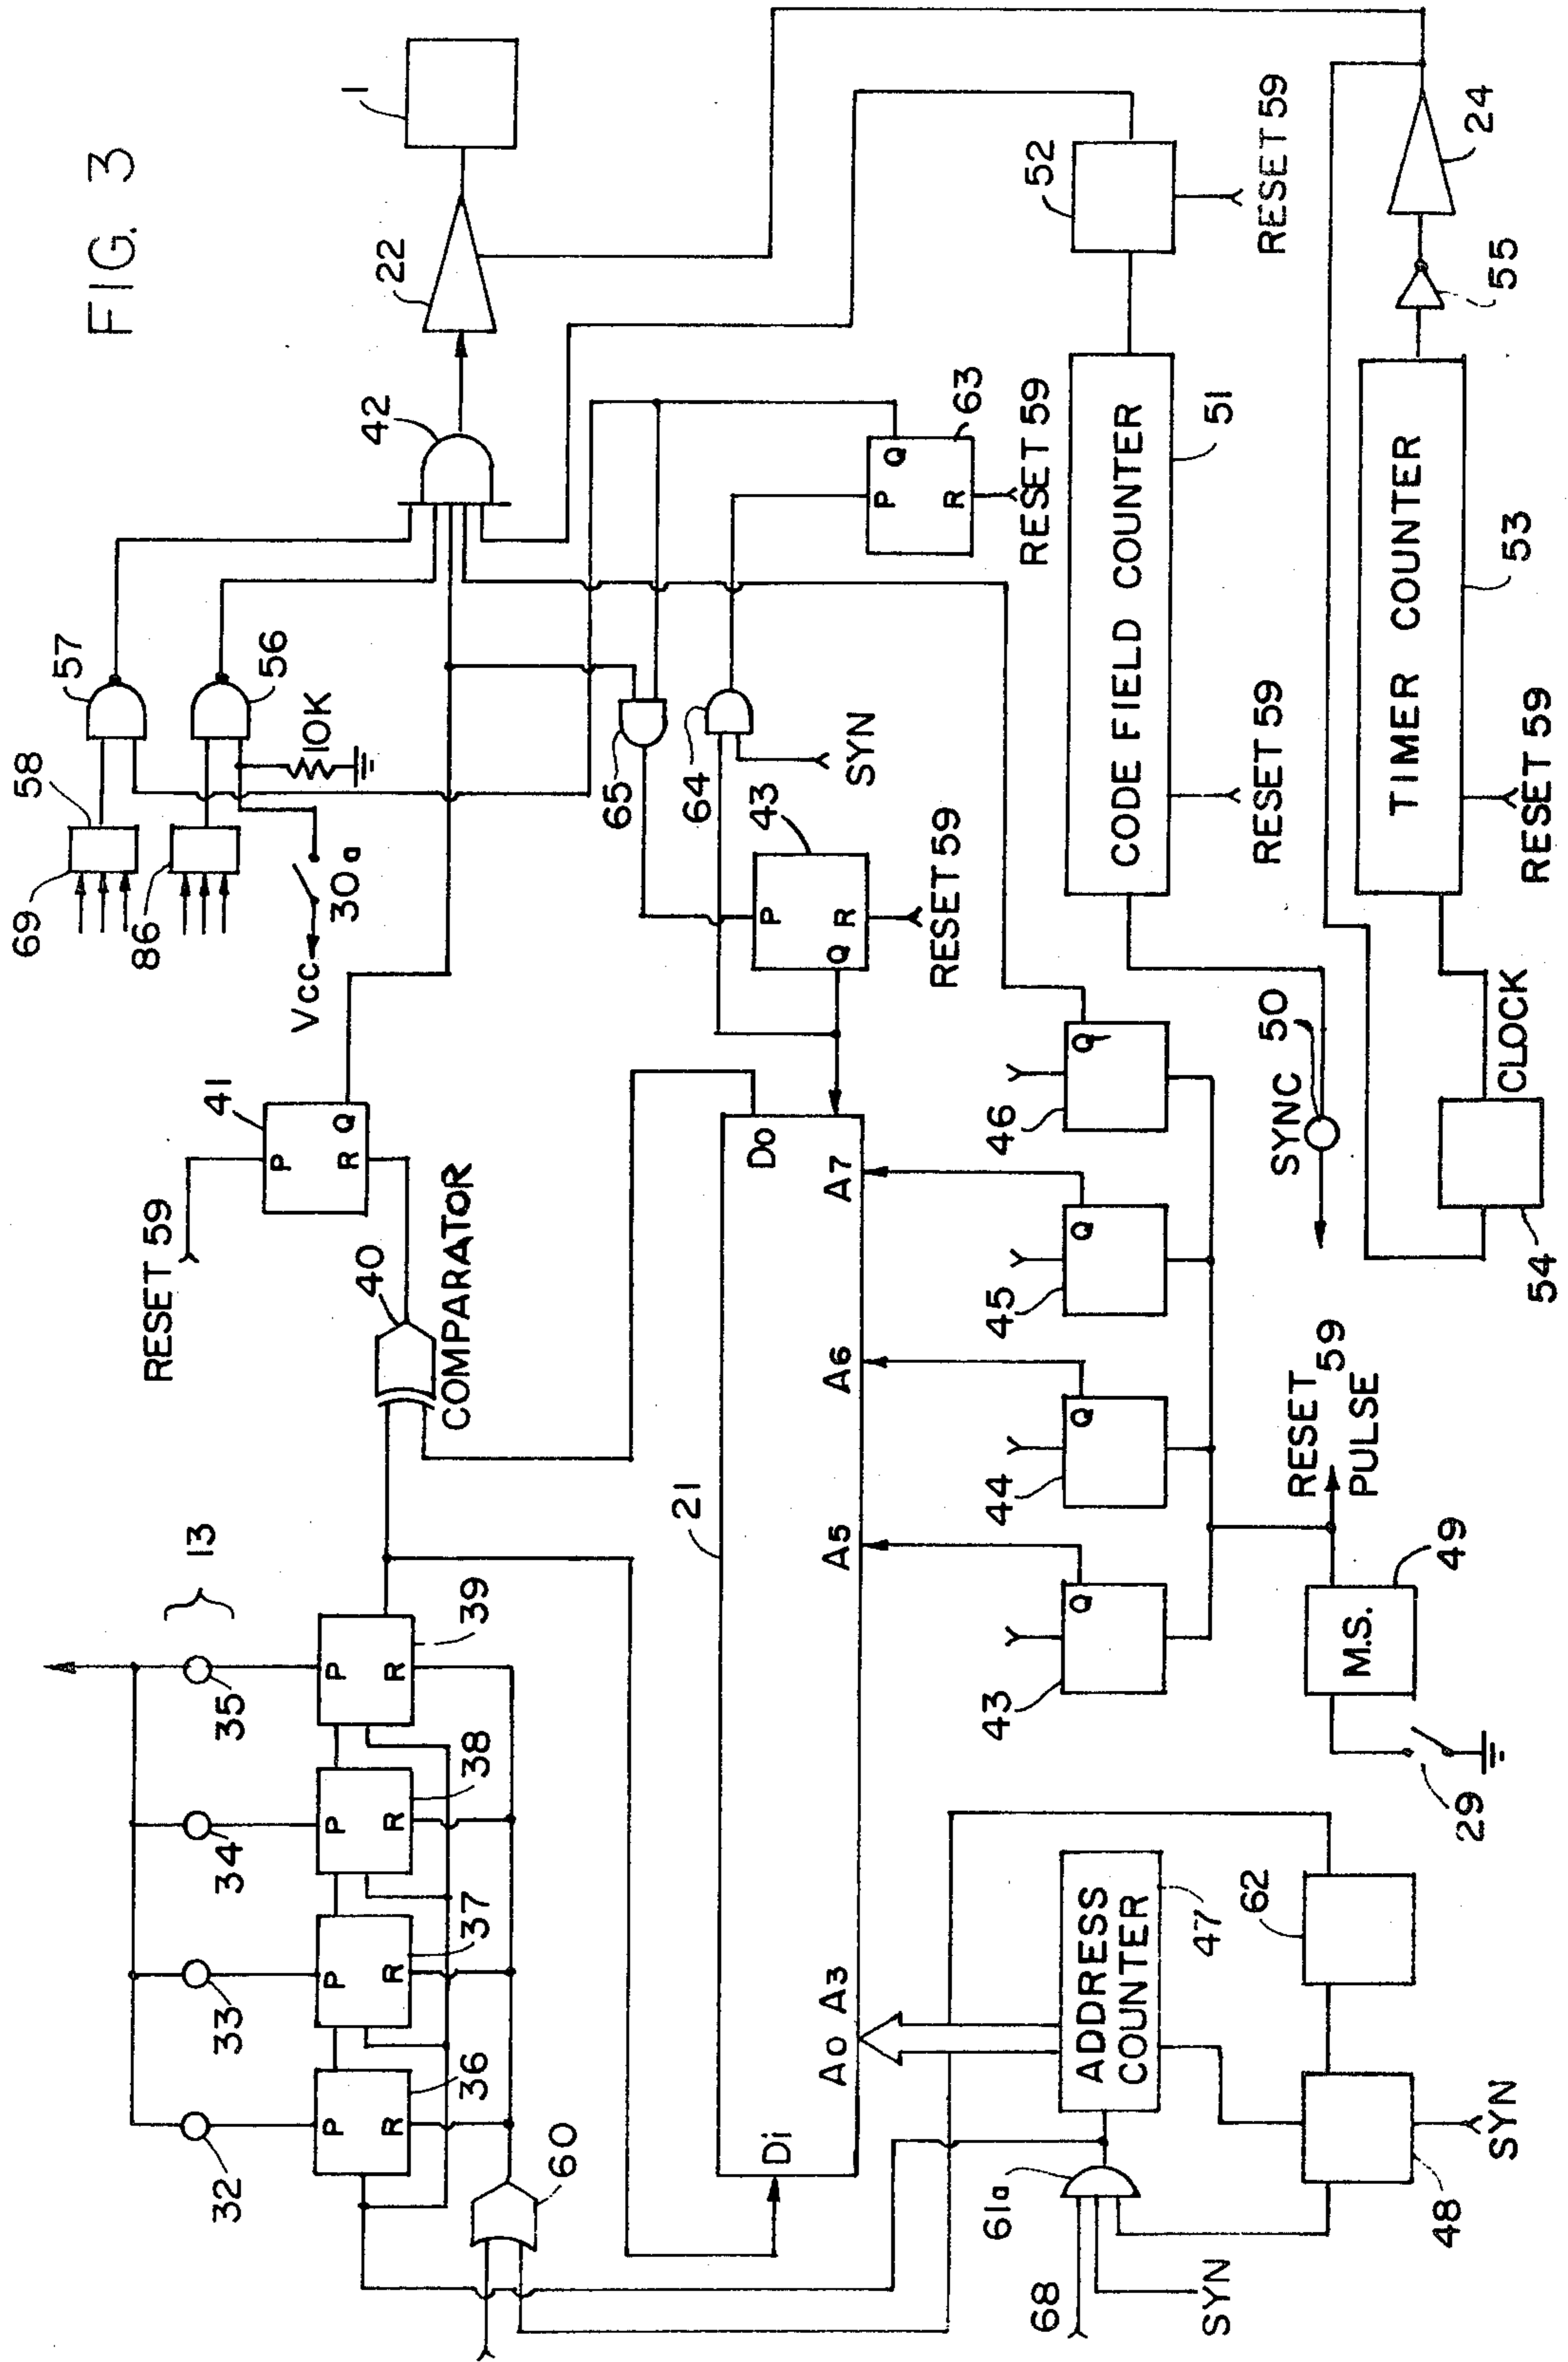 FIG. 3
1
22
42
57
58
69
56
86
10K
30a
Vcc
41
P
Q
R
RESET 59
40
COMPARATOR
13
35
34
33
32
P
R
39
P
R
38
P
R
37
P
R
36
60
65
64
SYN
63
P
Q
R
RESET 59
43
P
Q
R
RESET 59
21
Do
Di
A7
A6
A5
A3
Ao
52
RESET 59
CODE FIELD COUNTER
51
RESET 59
24
55
TIMER COUNTER
53
RESET 59
CLOCK
54
SYNC 50
Q
46
Q
45
Q
44
Q
43
RESET 59
PULSE
M.S.
49
29
ADDRESS
COUNTER
47
62
48
SYN
61a
68
SYN